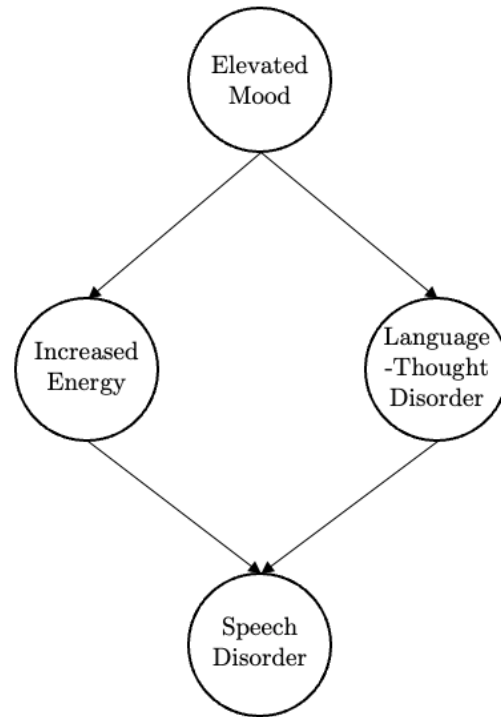 Elevated
Mood
Increased
Energy
Language
-Thought
Disorder
Speech
Disorder